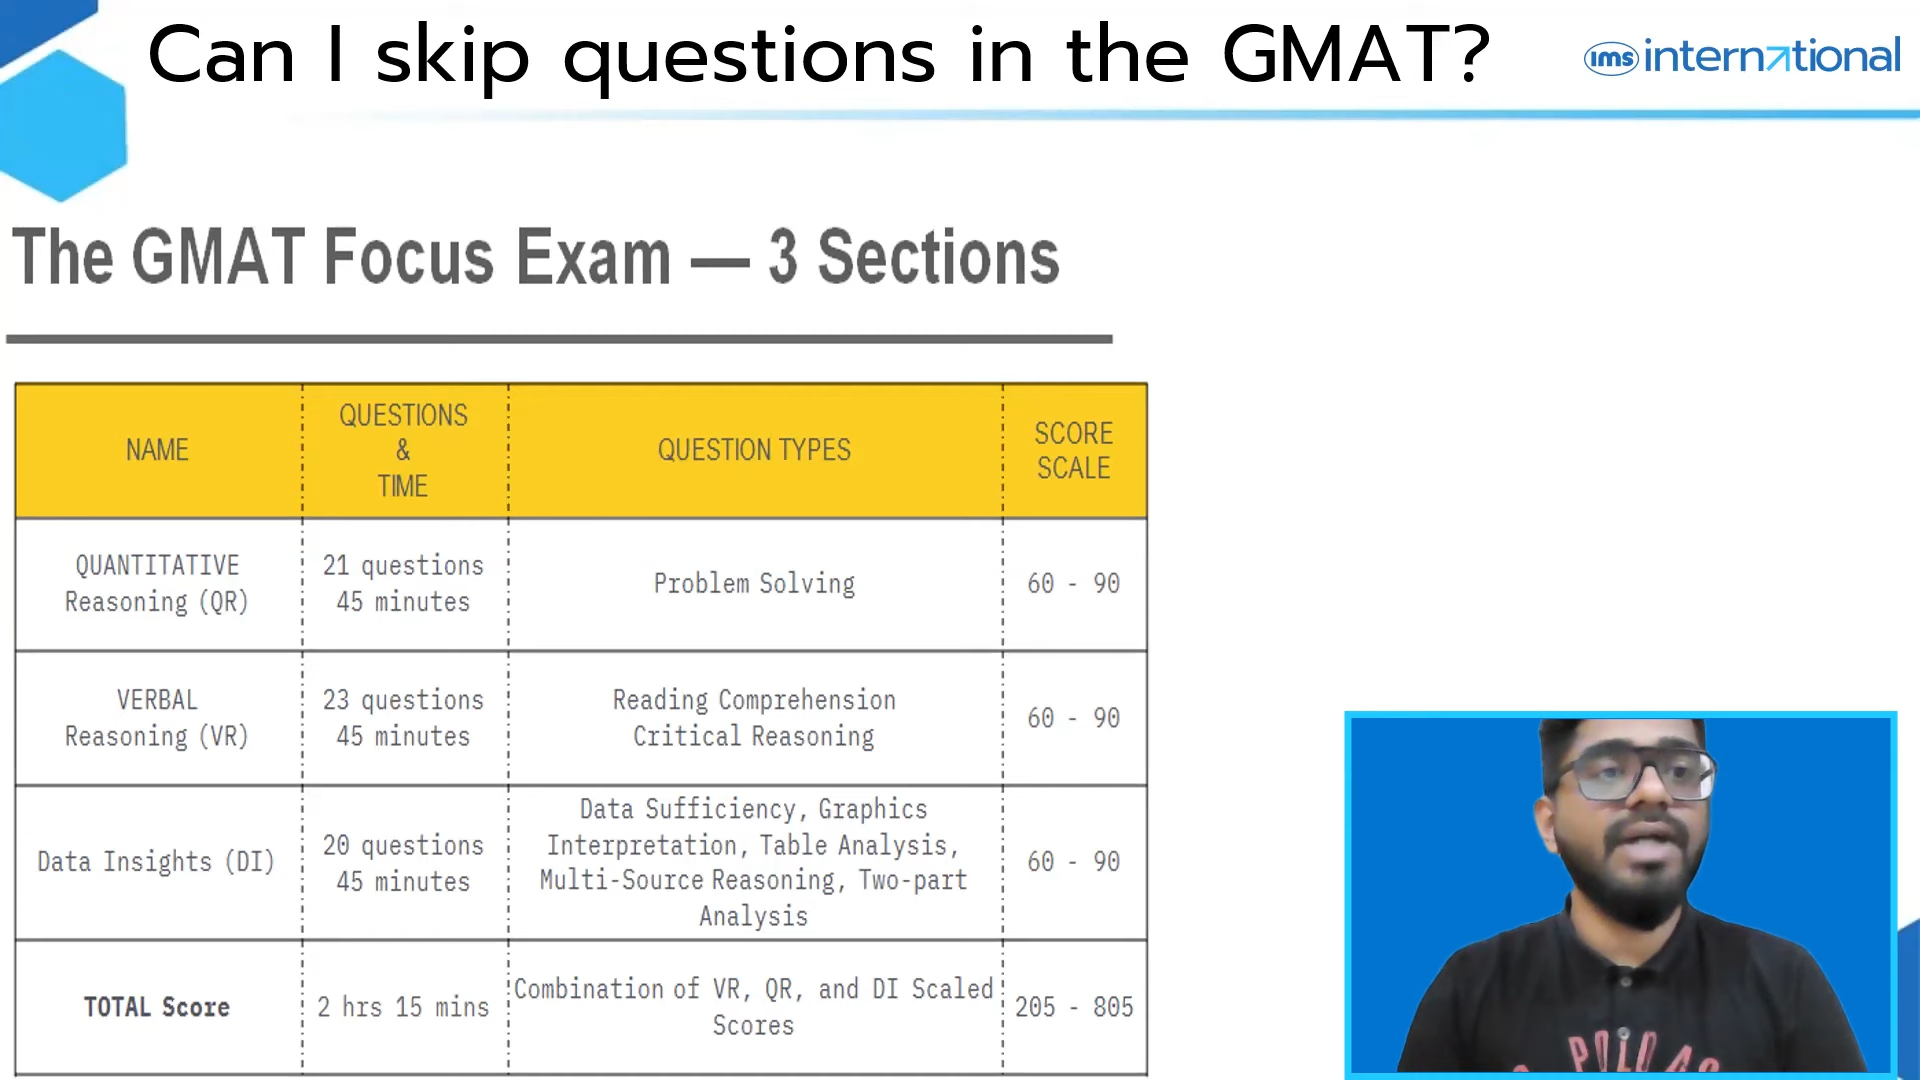 Can I skip questions in the GMAT?
ims international
The GMAT Focus Exam — 3 Sections
NAME
QUESTIONS
&
TIME
QUESTION TYPES
SCORE
SCALE
QUANTITATIVE
Reasoning (QR)
21 questions
45 minutes
Problem Solving
60 - 90
VERBAL
Reasoning (VR)
23 questions
45 minutes
Reading Comprehension
Critical Reasoning
60 - 90
Data Insights (DI)
20 questions
45 minutes
Data Sufficiency, Graphics
Interpretation, Table Analysis,
Multi-Source Reasoning, Two-part
Analysis
60 - 90
TOTAL Score
2 hrs 15 mins
Combination of VR, QR, and DI Scaled
Scores
205 - 805